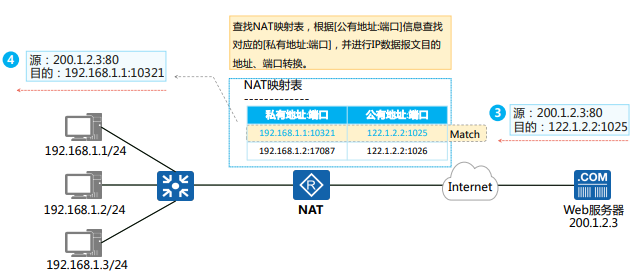 查找NAT映射表，根据[公有地址:端口]信息查找
对应的[私有地址:端口]，并进行IP数据报文目的
地址、端口转换。
4
源：200.1.2.3:80
目的：192.168.1.1:10321
NAT映射表
私有地址:端口 公有地址:端口
192.168.1.1:10321 122.1.2.2:1025
Match
192.168.1.2:17087 122.1.2.2:1026
3
源：200.1.2.3:80
目的：122.1.2.2:1025
192.168.1.1/24
192.168.1.2/24
192.168.1.3/24
R
NAT
Internet
.COM
Web服务器
200.1.2.3